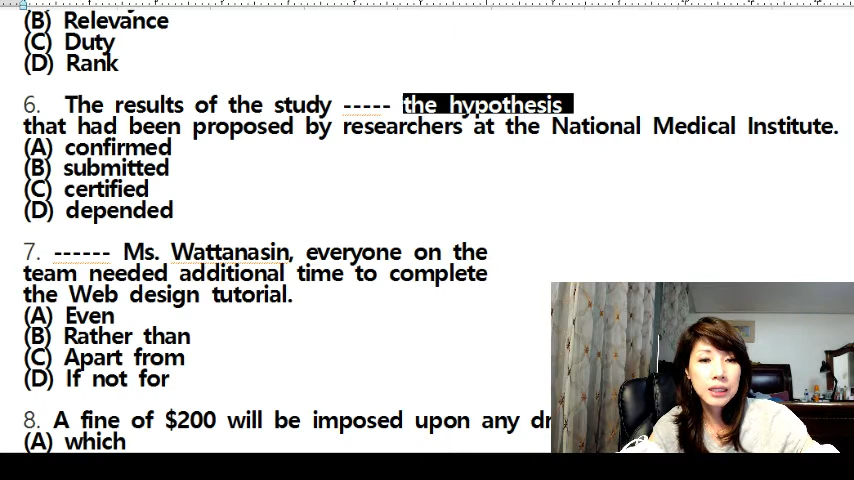 (B) Relevance
(C) Duty
(D) Rank
6. The results of the study ----- the hypothesis
that had been proposed by researchers at the National Medical Institute.
(A) confirmed
(B) submitted
(C) certified
(D) depended
7. ------ Ms. Wattanasin, everyone on the
team needed additional time to complete
the Web design tutorial.
(A) Even
(B) Rather than
(C) Apart from
(D) If not for
8. A fine of $200 will be imposed upon any
(A) which